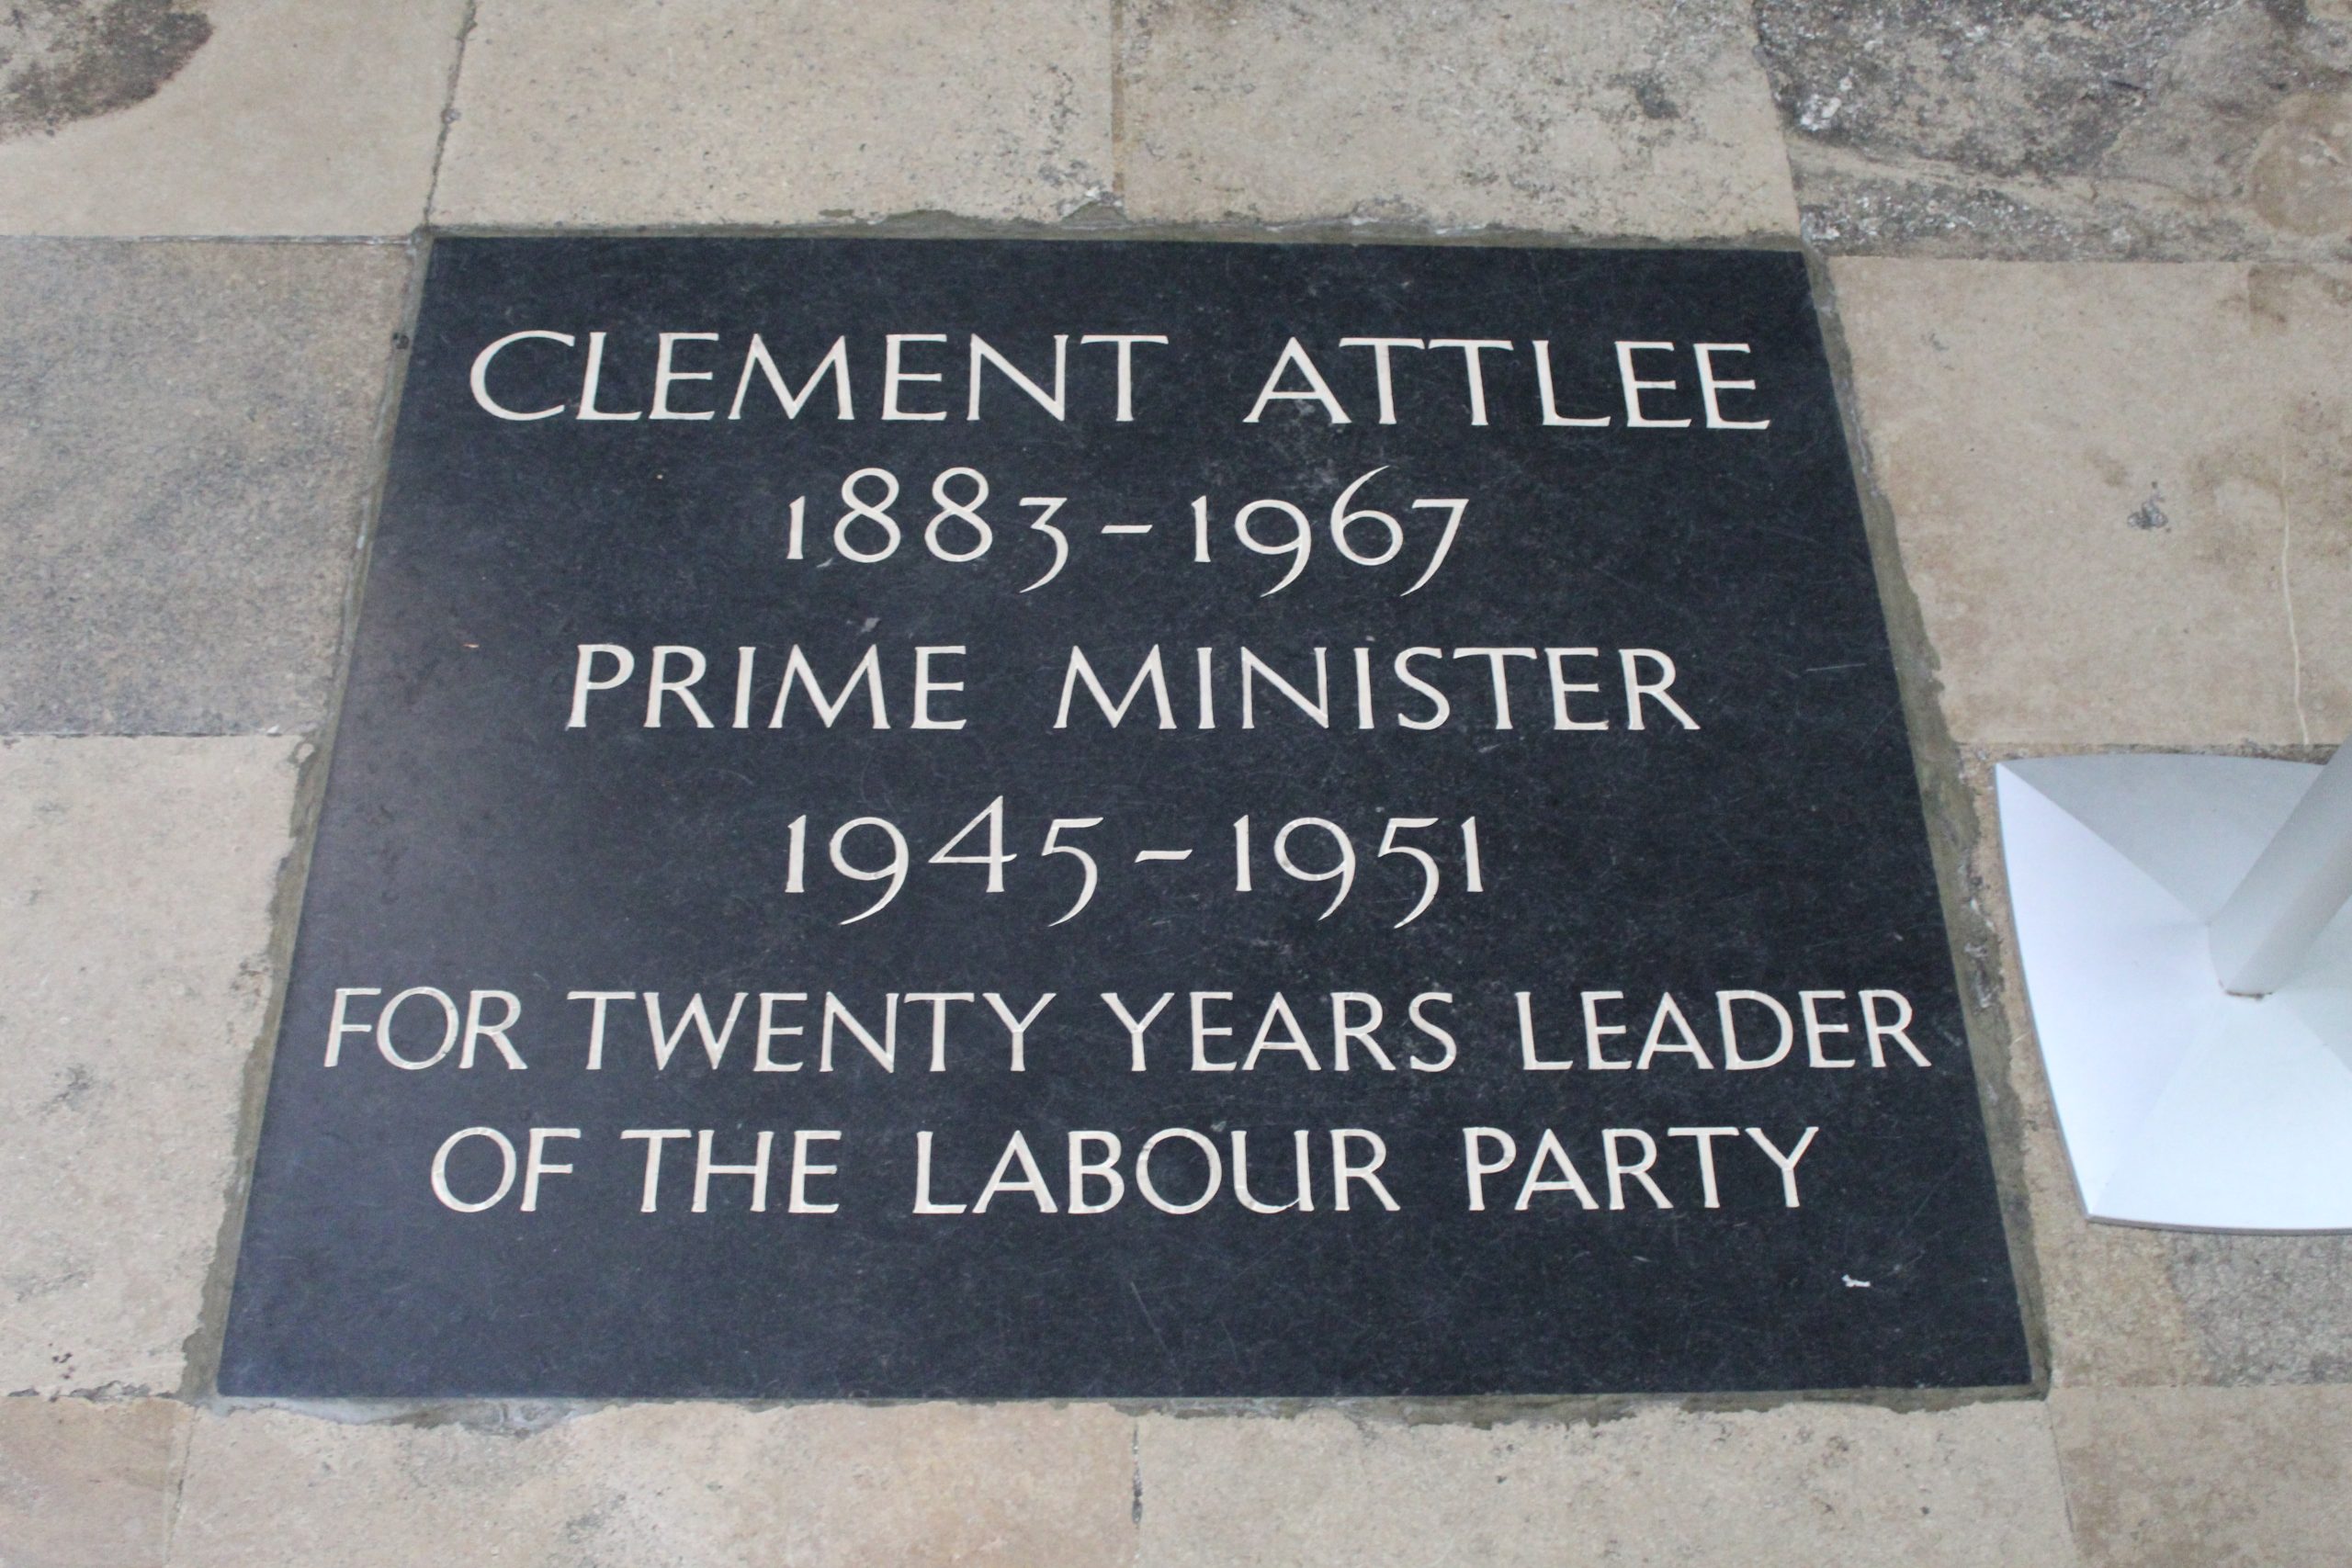 CLEMENT ATTLEE
1883-1967
PRIME MINISTER
1945-1951
FOR TWENTY YEARS LEADER
OF THE LABOUR PARTY